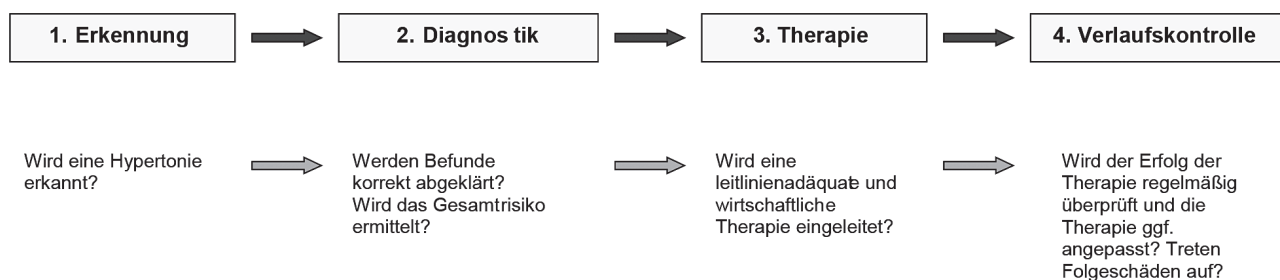 1. Erkennung
2. Diagnos tik
3. Therapie
4. Verlaufskontrolle
Wird eine Hypertonie
erkannt?
Werden Befunde
korrekt abgeklärt?
Wird das Gesamtrisiko
ermittelt?
Wird eine
leitlinienadäquate und
wirtschaftliche
Therapie eingeleitet?
Wird der Erfolg der
Therapie regelmäßig
überprüft und die
Therapie ggf.
angepasst? Treten
Folgeschäden auf?